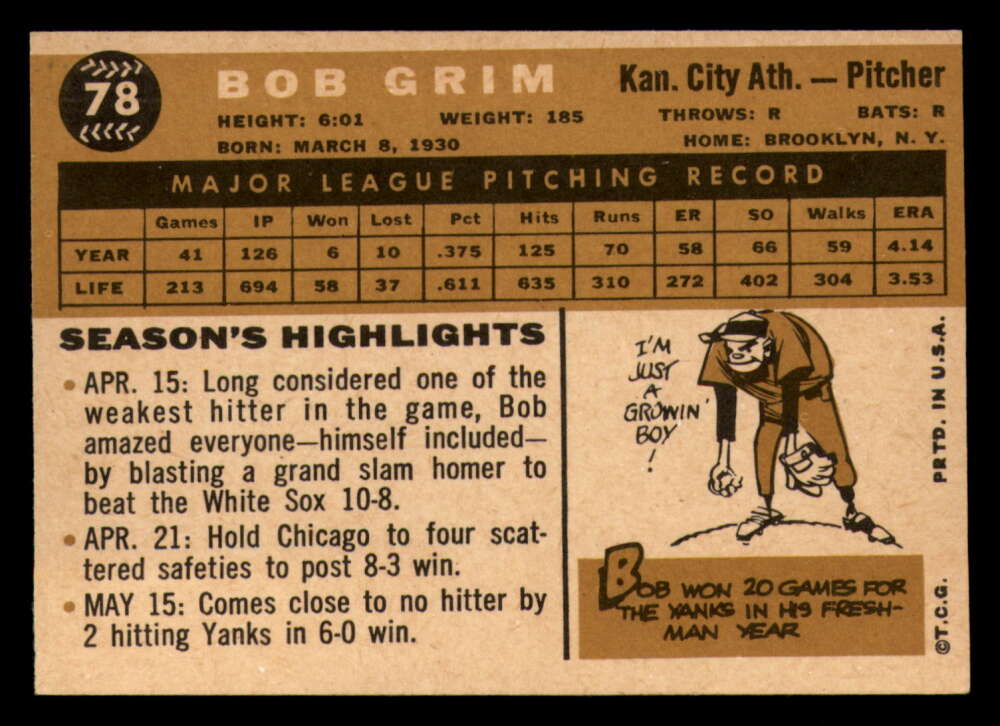 78
BOB GRIM
Kan. City Ath. — Pitcher
HEIGHT: 6:01 WEIGHT: 185 THROWS: R BATS: R
BORN: MARCH 8, 1930 HOME: BROOKLYN, N. Y.
MAJOR LEAGUE PITCHING RECORD
Games IP Won Lost Pct Hits Runs ER SO Walks ERA
YEAR 41 126 6 10 .375 125 70 58 66 59 4.14
LIFE 213 694 58 37 .611 635 310 272 402 304 3.53
SEASON'S HIGHLIGHTS
• APR. 15: Long considered one of the
weakest hitter in the game, Bob
amazed everyone—himself included—
by blasting a grand slam homer to
beat the White Sox 10-8.
• APR. 21: Hold Chicago to four scat-
tered safeties to post 8-3 win.
• MAY 15: Comes close to no hitter by
2 hitting Yanks in 6-0 win.
I'M
JUST
A
GROWIN'
BOY
!
BOB WON 20 GAMES FOR
THE YANKS IN HIS FRESH-
MAN YEAR
PRTD. IN U.S.A.
©T.C.G.